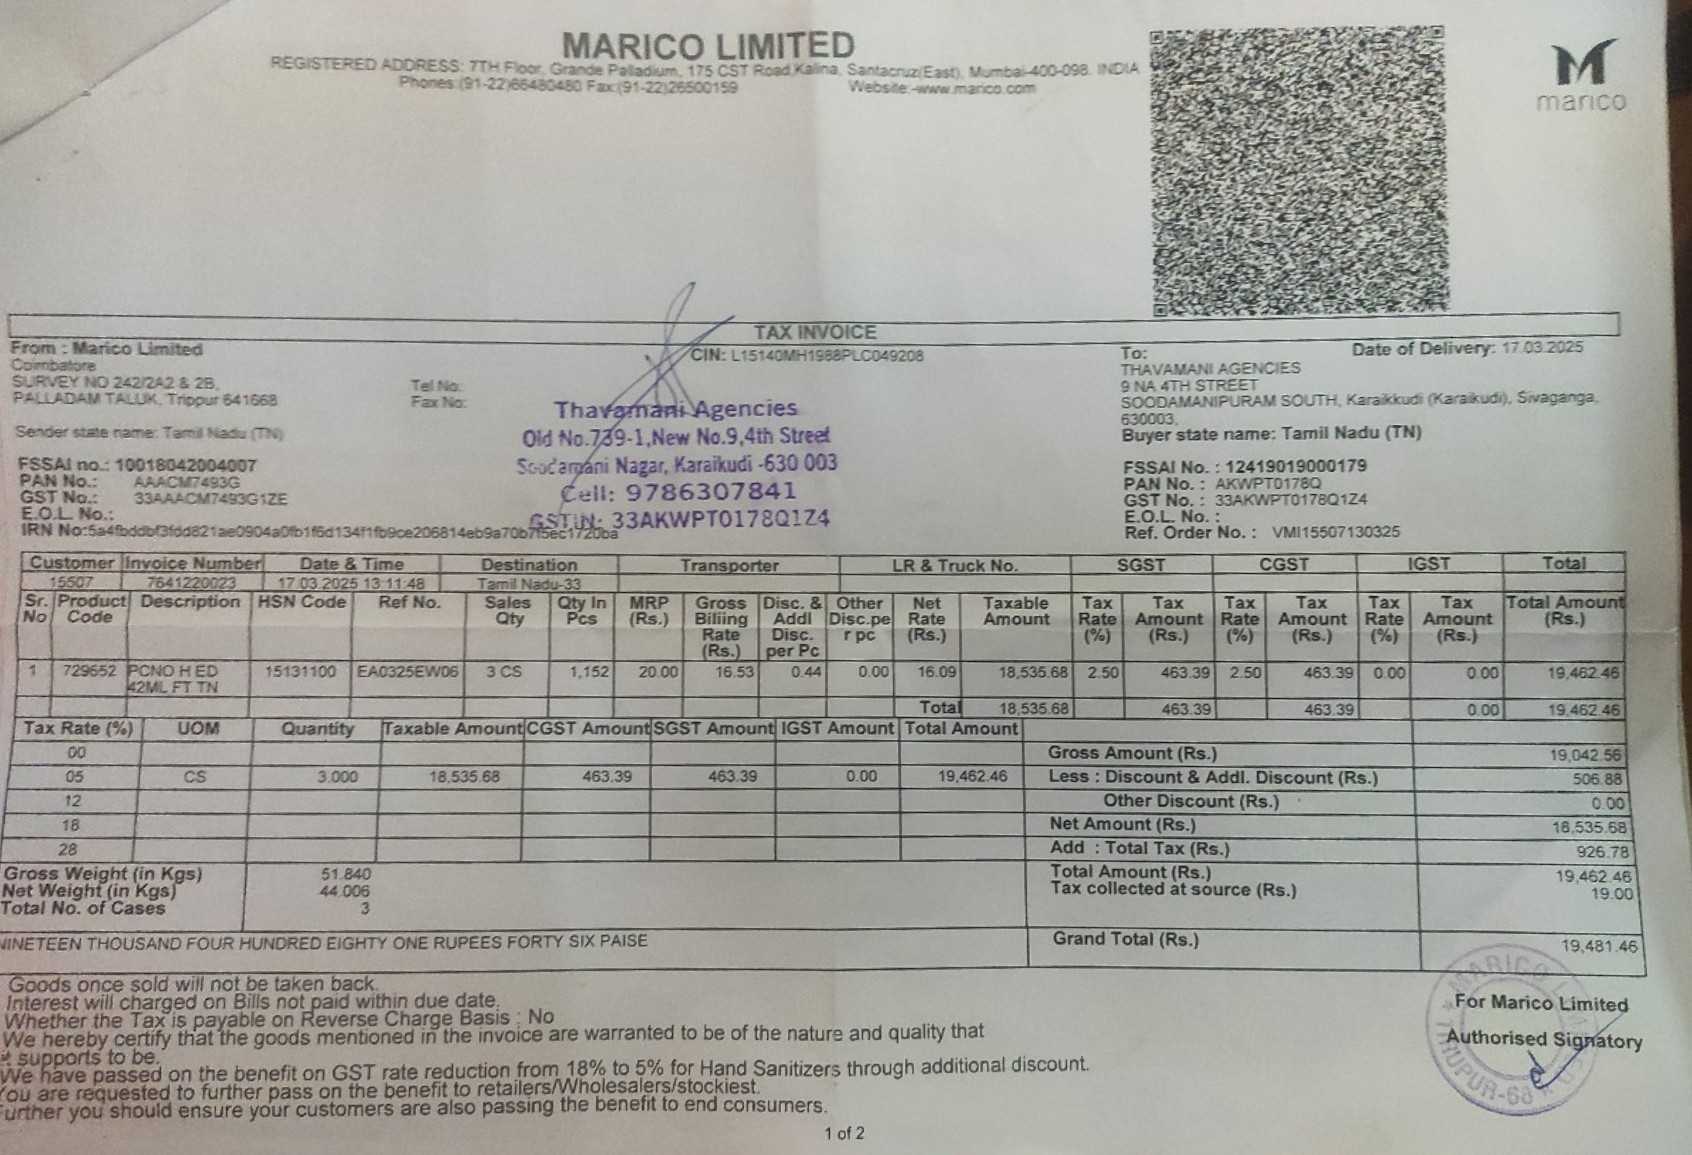 MARICO LIMITED
REGISTERED ADDRESS: 7TH Floor, Grande Palladium, 175 CST Road,Kalina, Santacruz(East), Mumbai-400-098. INDIA
Phones:(91-22)66480480 Fax:(91-22)26500159 Website:-www.marico.com
marico
TAX INVOICE
From : Marico Limited
Coimbatore
SURVEY NO 242/2A2 & 2B,
PALLADAM TALUK, Trippur 641668
Sender state name: Tamil Nadu (TN)
FSSAI no.: 10018042004007
PAN No.: AAACM7493G
GST No.: 33AAACM7493G1ZE
E.O.L. No.:
IRN No:5a4fbddbf3fdd821ae0904a0fb1f6d134f1fb9ce206814eb9a70b7f5ec1720ba
Tel No:
Fax No:
CIN: L15140MH1988PLC049208
Thavamani Agencies
Old No.739-1,New No.9,4th Street
Soodamani Nagar, Karaikudi -630 003
Cell: 9786307841
GSTIN: 33AKWPT0178Q1Z4
To: Date of Delivery: 17.03.2025
THAVAMANI AGENCIES
9 NA 4TH STREET
SOODAMANIPURAM SOUTH, Karaikkudi (Karaikudi), Sivaganga,
630003,
Buyer state name: Tamil Nadu (TN)
FSSAI No. : 12419019000179
PAN No. : AKWPT0178Q
GST No. : 33AKWPT0178Q1Z4
E.O.L. No. :
Ref. Order No. : VMI15507130325
Customer Invoice Number Date & Time Destination Transporter LR & Truck No. SGST CGST IGST Total
15507 7641220023 17.03.2025 13:11:48 Tamil Nadu-33
Sr. No Product Code Description HSN Code Ref No. Sales Qty Qty In Pcs MRP (Rs.) Gross Biliing Rate (Rs.) Disc. & Addl Disc. per Pc Other Disc.pe r pc Net Rate (Rs.) Taxable Amount Tax Rate (%) Tax Amount (Rs.) Tax Rate (%) Tax Amount (Rs.) Tax Rate (%) Tax Amount (Rs.) Total Amount (Rs.)
1 729652 PCNO H ED 42ML FT TN 15131100 EA0325EW06 3 CS 1,152 20.00 16.53 0.44 0.00 16.09 18,535.68 2.50 463.39 2.50 463.39 0.00 0.00 19,462.46
Total 18,535.68 463.39 463.39 0.00 19,462.46
Tax Rate (%) UOM Quantity Taxable Amount CGST Amount SGST Amount IGST Amount Total Amount
00
05 CS 3.000 18,535.68 463.39 463.39 0.00 19,462.46
12
18
28
Gross Amount (Rs.) 19,042.56
Less : Discount & Addl. Discount (Rs.) 506.88
Other Discount (Rs.) 0.00
Net Amount (Rs.) 18,535.68
Add : Total Tax (Rs.) 926.78
Total Amount (Rs.) 19,462.46
Tax collected at source (Rs.) 19.00
Gross Weight (in Kgs) 51.840
Net Weight (in Kgs) 44.006
Total No. of Cases 3
NINETEEN THOUSAND FOUR HUNDRED EIGHTY ONE RUPEES FORTY SIX PAISE
Grand Total (Rs.) 19,481.46
Goods once sold will not be taken back.
Interest will charged on Bills not paid within due date.
Whether the Tax is payable on Reverse Charge Basis : No
We hereby certify that the goods mentioned in the invoice are warranted to be of the nature and quality that
it supports to be.
We have passed on the benefit on GST rate reduction from 18% to 5% for Hand Sanitizers through additional discount.
You are requested to further pass on the benefit to retailers/Wholesalers/stockiest.
Further you should ensure your customers are also passing the benefit to end consumers.
For Marico Limited
Authorised Signatory
1 of 2